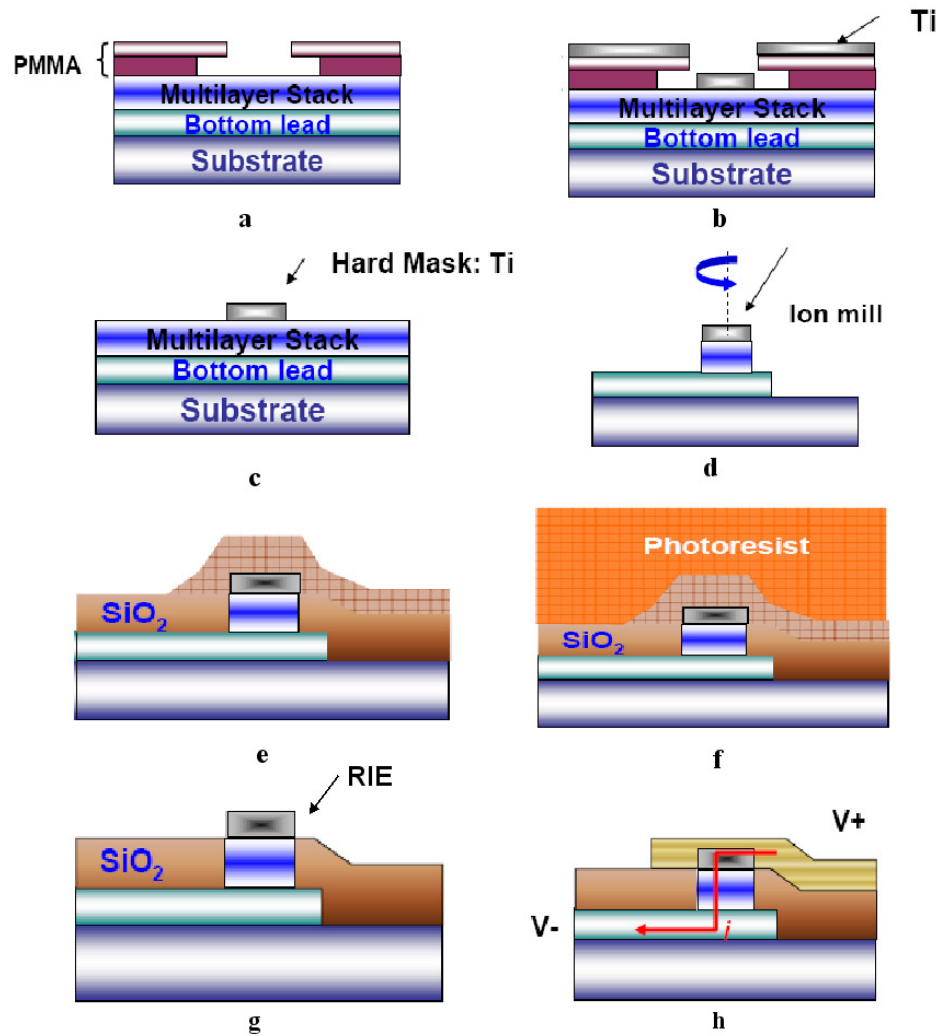 PMMA
Multilayer Stack
Bottom lead
Substrate
a
Ti
Multilayer Stack
Bottom lead
Substrate
b
Hard Mask: Ti
Multilayer Stack
Bottom lead
Substrate
c
Ion mill
d
SiO2
e
Photoresist
SiO2
f
RIE
SiO2
g
V+
V-
j
h